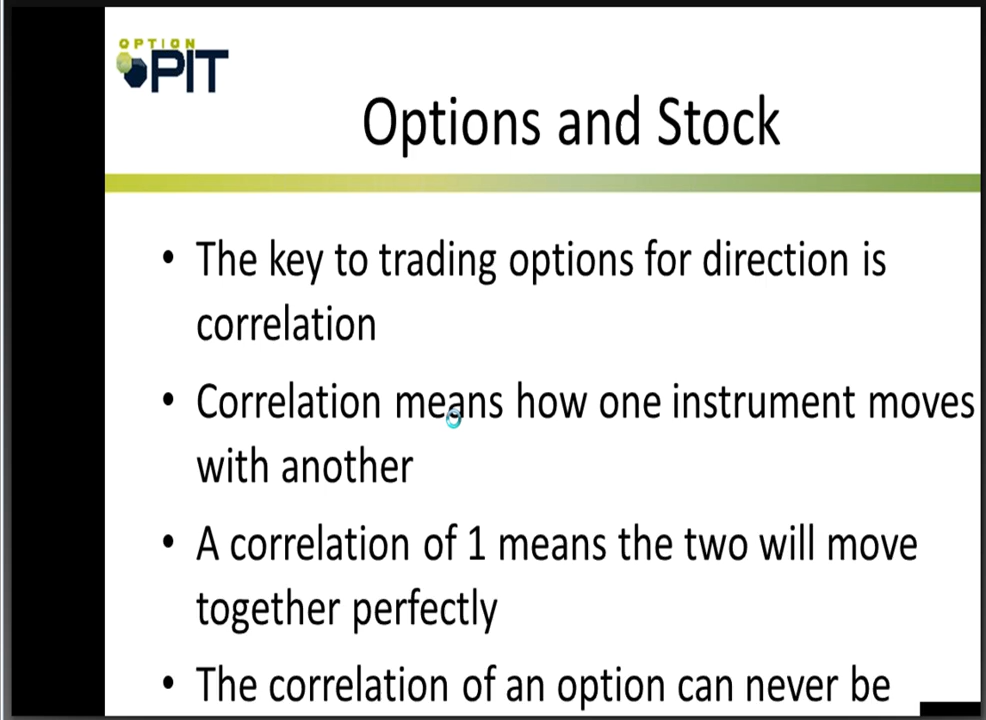 OPTION
PIT
Options and Stock
• The key to trading options for direction is
correlation
• Correlation means how one instrument moves
with another
• A correlation of 1 means the two will move
together perfectly
• The correlation of an option can never be